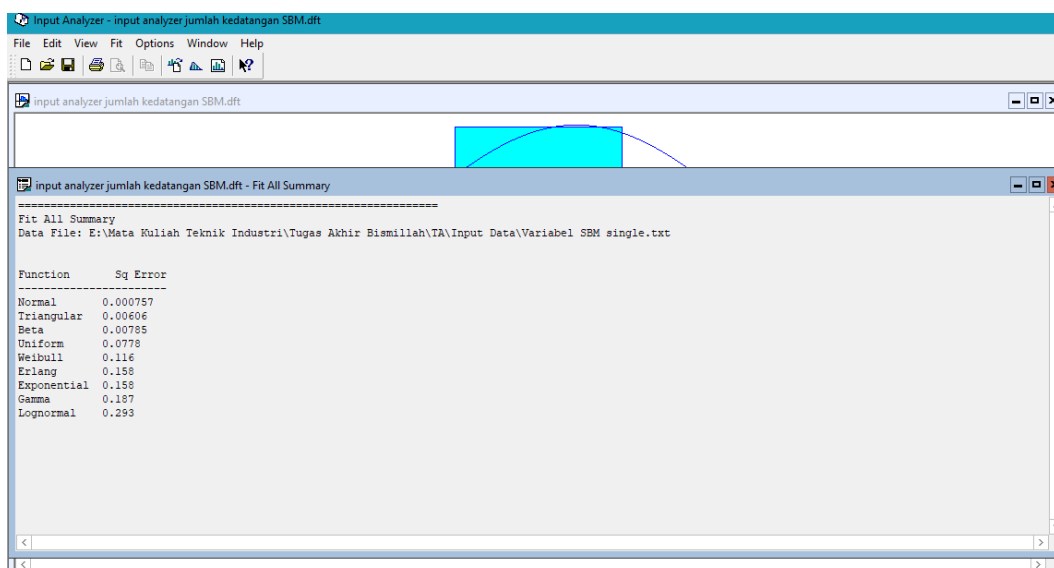 Input Analyzer - input analyzer jumlah kedatangan SBM.dft
File Edit View Fit Options Window Help
input analyzer jumlah kedatangan SBM.dft
input analyzer jumlah kedatangan SBM.dft - Fit All Summary
==================================================================
Fit All Summary
Data File: E:\Mata Kuliah Teknik Industri\Tugas Akhir Bismillah\TA\Input Data\Variabel SBM single.txt
Function Sq Error
-----------------------
Normal 0.000757
Triangular 0.00606
Beta 0.00785
Uniform 0.0778
Weibull 0.116
Erlang 0.158
Exponential 0.158
Gamma 0.187
Lognormal 0.293